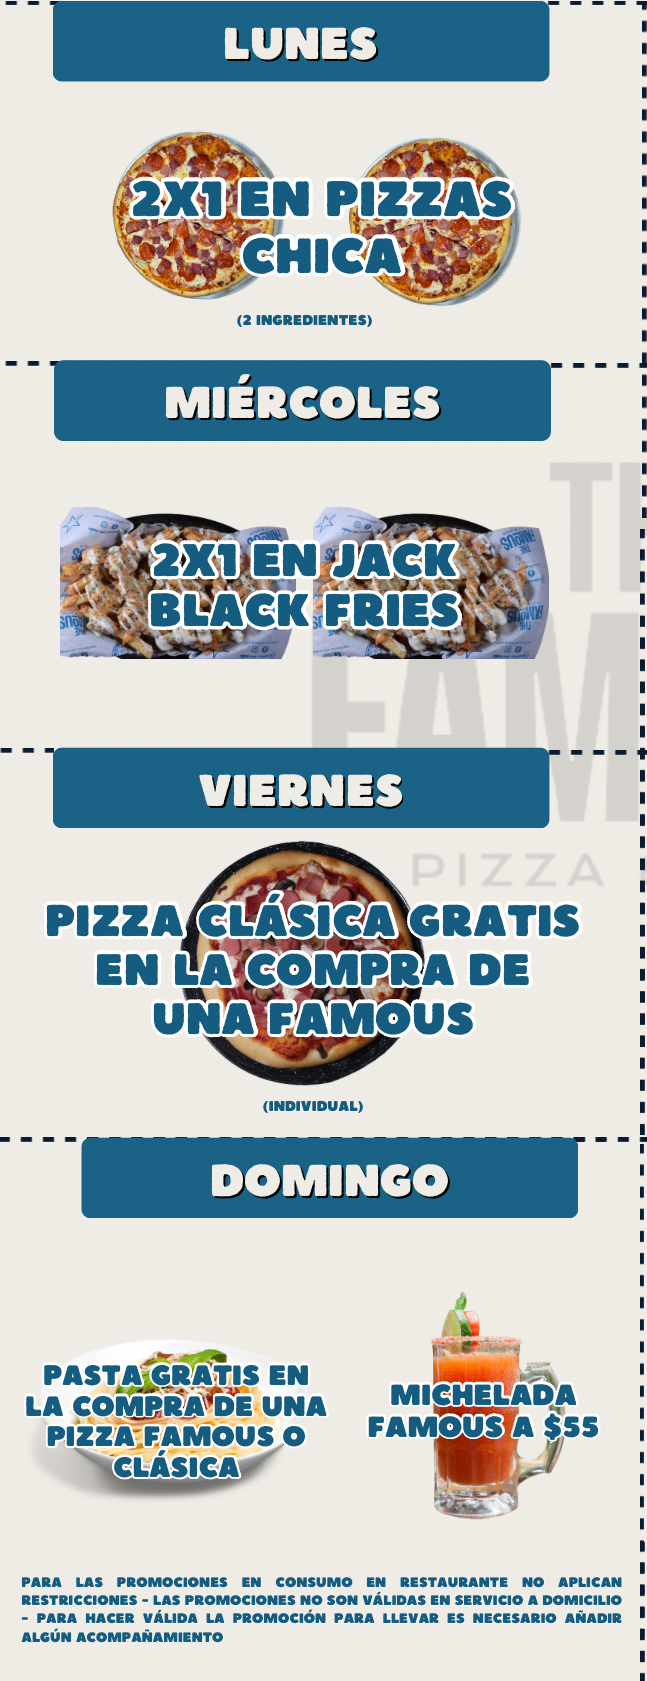 LUNES
2X1 EN PIZZAS
CHICA
(2 INGREDIENTES)
MIÉRCOLES
2X1 EN JACK
BLACK FRIES
THE
FAMOUS
VIERNES
PIZZA
PIZZA CLÁSICA GRATIS
EN LA COMPRA DE
UNA FAMOUS
(INDIVIDUAL)
DOMINGO
PASTA GRATIS EN
LA COMPRA DE UNA
PIZZA FAMOUS O
CLÁSICA
MICHELADA
FAMOUS A $55
PARA LAS PROMOCIONES EN CONSUMO EN RESTAURANTE NO APLICAN
RESTRICCIONES - LAS PROMOCIONES NO SON VÁLIDAS EN SERVICIO A DOMICILIO
- PARA HACER VÁLIDA LA PROMOCIÓN PARA LLEVAR ES NECESARIO AÑADIR
ALGÚN ACOMPAÑAMIENTO